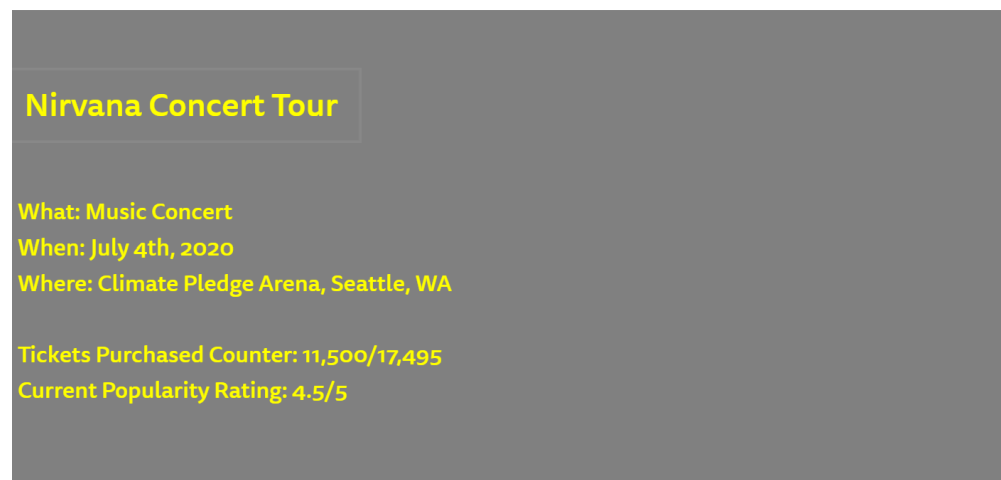 Nirvana Concert Tour
What: Music Concert
When: July 4th, 2020
Where: Climate Pledge Arena, Seattle, WA
Tickets Purchased Counter: 11,500/17,495
Current Popularity Rating: 4.5/5